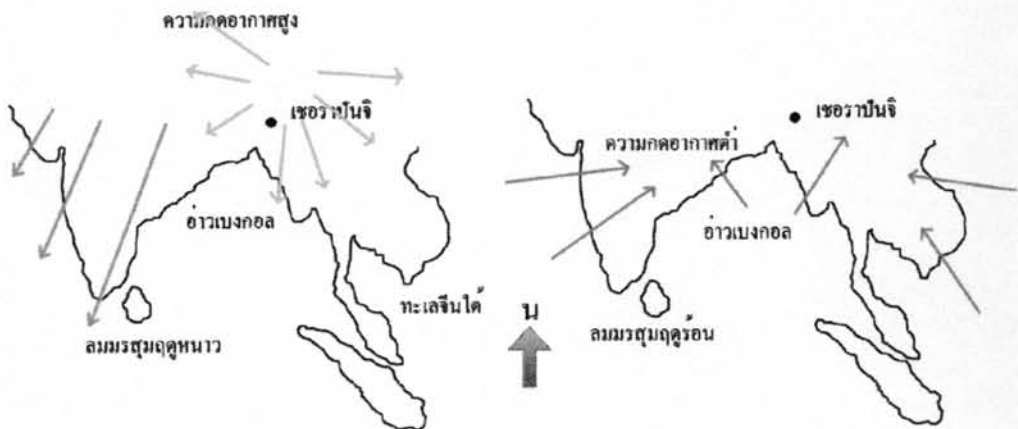 ความกดอากาศสูง
เชอราปันจิ
อ่าวเบงกอล
ทะเลจีนใต้
ลมมรสุมฤดูหนาว
เชอราปันจิ
ความกดอากาศต่ำ
อ่าวเบงกอล
น
ลมมรสุมฤดูร้อน